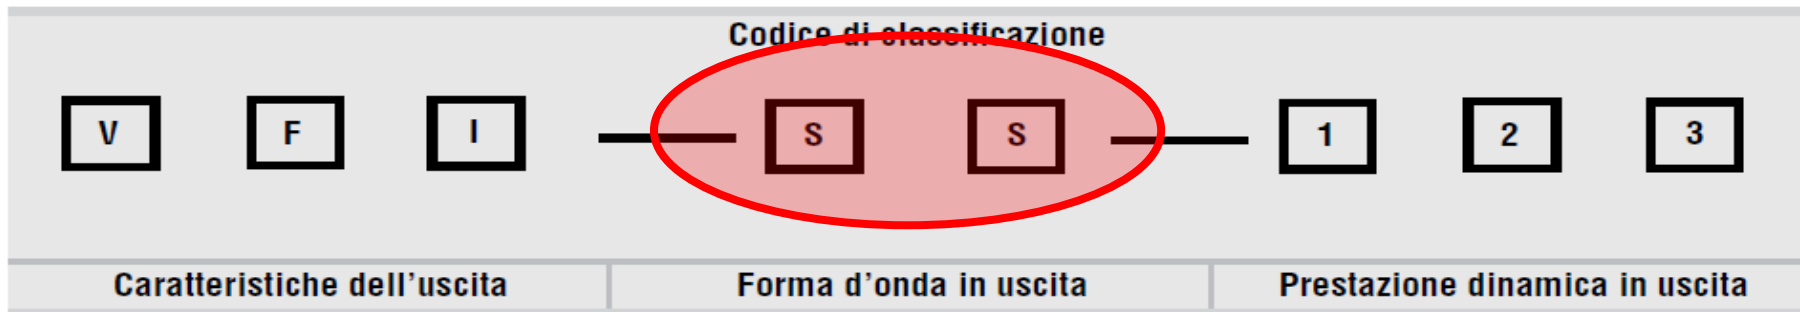 Codice di classificazione
V F I S S 1 2 3
Caratteristiche dell'uscita Forma d'onda in uscita Prestazione dinamica in uscita